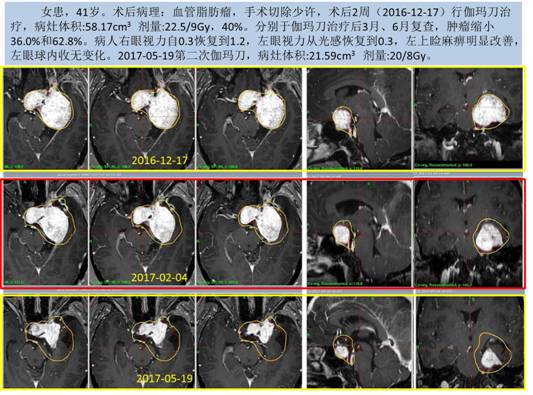 女患，41岁。术后病理：血管脂肪瘤，手术切除少许，术后2周（2016-12-17）行伽玛刀治
疗，病灶体积:58.17cm³ 剂量:22.5/9Gy，40%。分别于伽玛刀治疗后3月、6月复查，肿瘤缩小
36.0%和62.8%。病人右眼视力自0.3恢复到1.2，左眼视力从光感恢复到0.3，左上睑麻痹明显改善，
左眼球内收无变化。2017-05-19第二次伽玛刀，病灶体积:21.59cm³ 剂量:20/8Gy。
2016-12-17
2017-02-04
2017-05-19